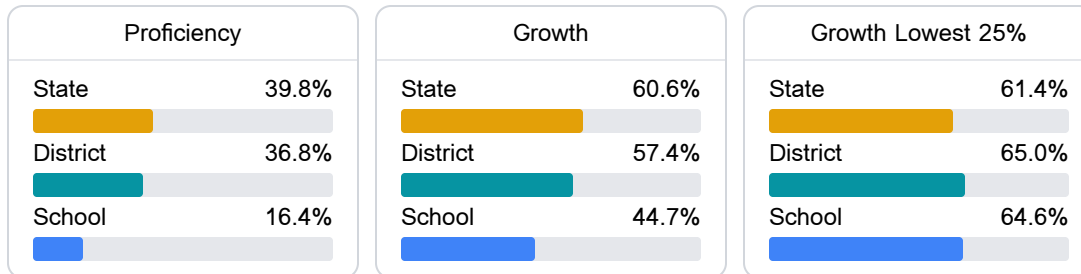 Proficiency
State 39.8%
District 36.8%
School 16.4%
Growth
State 60.6%
District 57.4%
School 44.7%
Growth Lowest 25%
State 61.4%
District 65.0%
School 64.6%